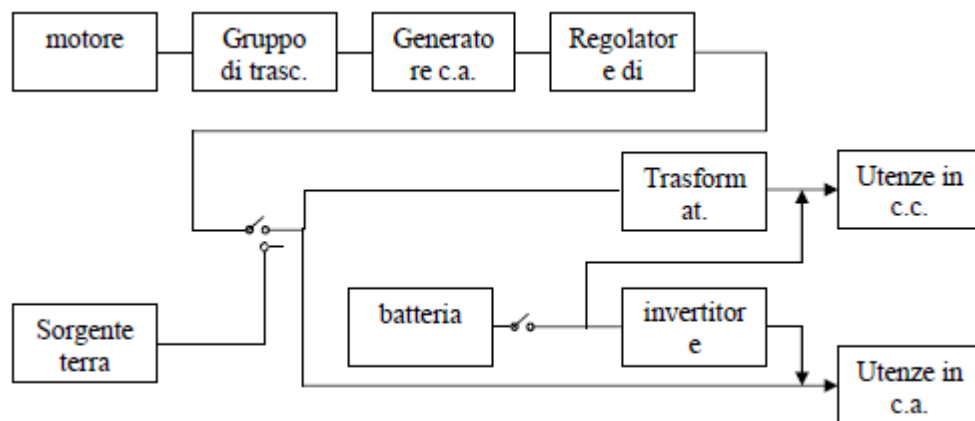 motore
Gruppo
di trasc.
Generato
re c.a.
Regolator
e di
Trasform
at.
Utenze in
c.c.
batteria
invertitor
e
Sorgente
terra
Utenze in
c.a.